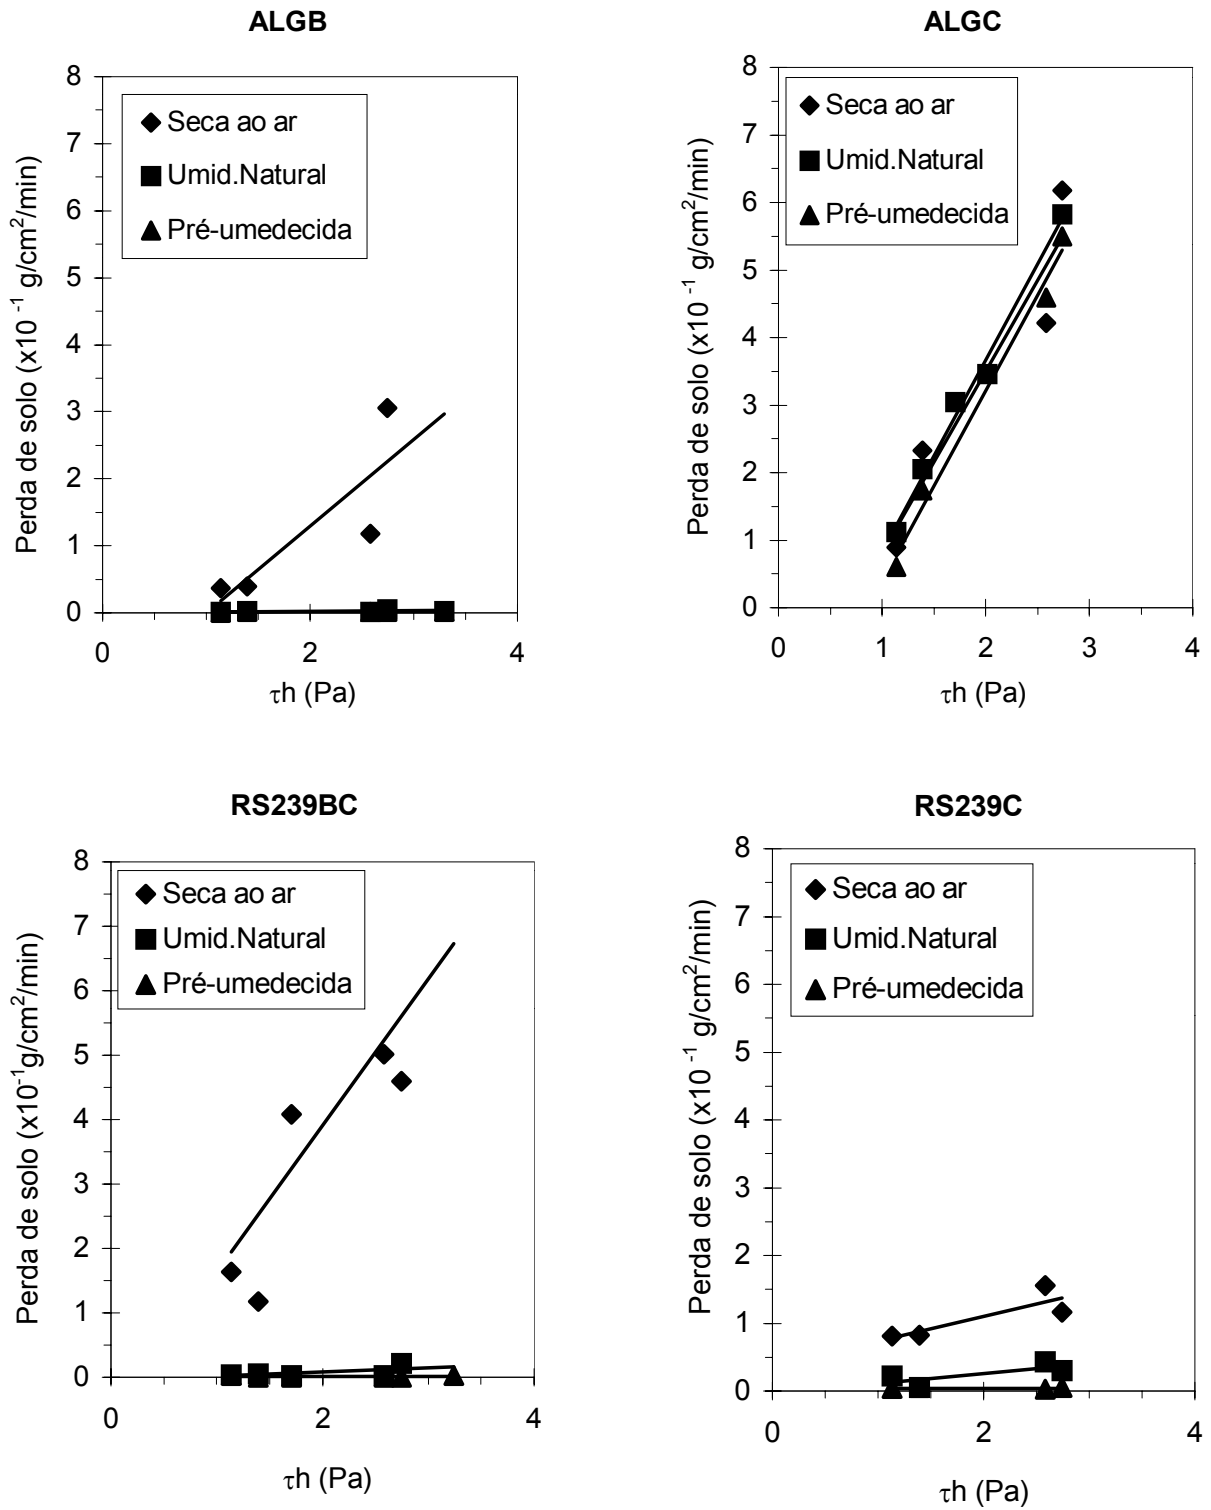 ALGB
8
7
6
5
4
3
2
1
0
Perda de solo (x10 ⁻¹ g/cm²/min)
Seca ao ar
Umid.Natural
Pré-umedecida
0 2 4
τh (Pa)
ALGC
8
7
6
5
4
3
2
1
0
Perda de solo (x10 ⁻¹ g/cm²/min)
Seca ao ar
Umid.Natural
Pré-umedecida
0 1 2 3 4
τh (Pa)
RS239BC
8
7
6
5
4
3
2
1
0
Perda de solo (x10⁻¹g/cm²/min)
Seca ao ar
Umid.Natural
Pré-umedecida
0 2 4
τh (Pa)
RS239C
8
7
6
5
4
3
2
1
0
Perda de solo (x10 ⁻¹ g/cm²/min)
Seca ao ar
Umid.Natural
Pré-umedecida
0 2 4
τh (Pa)